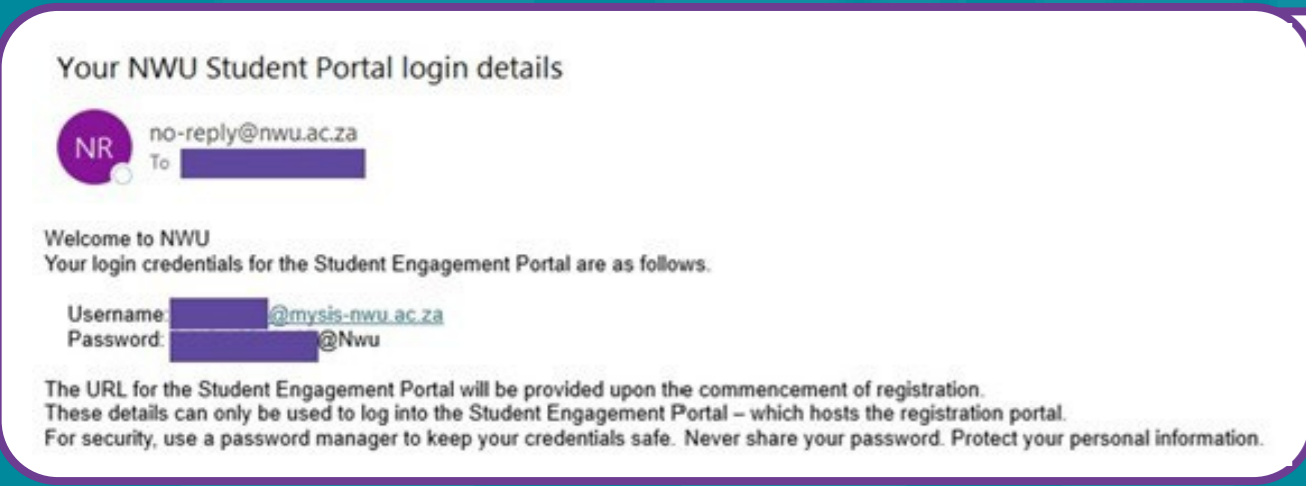 Your NWU Student Portal login details
NR
no-reply@nwu.ac.za
To
Welcome to NWU
Your login credentials for the Student Engagement Portal are as follows.
Username: @mysis-nwu.ac.za
Password: @Nwu
The URL for the Student Engagement Portal will be provided upon the commencement of registration.
These details can only be used to log into the Student Engagement Portal – which hosts the registration portal.
For security, use a password manager to keep your credentials safe. Never share your password. Protect your personal information.